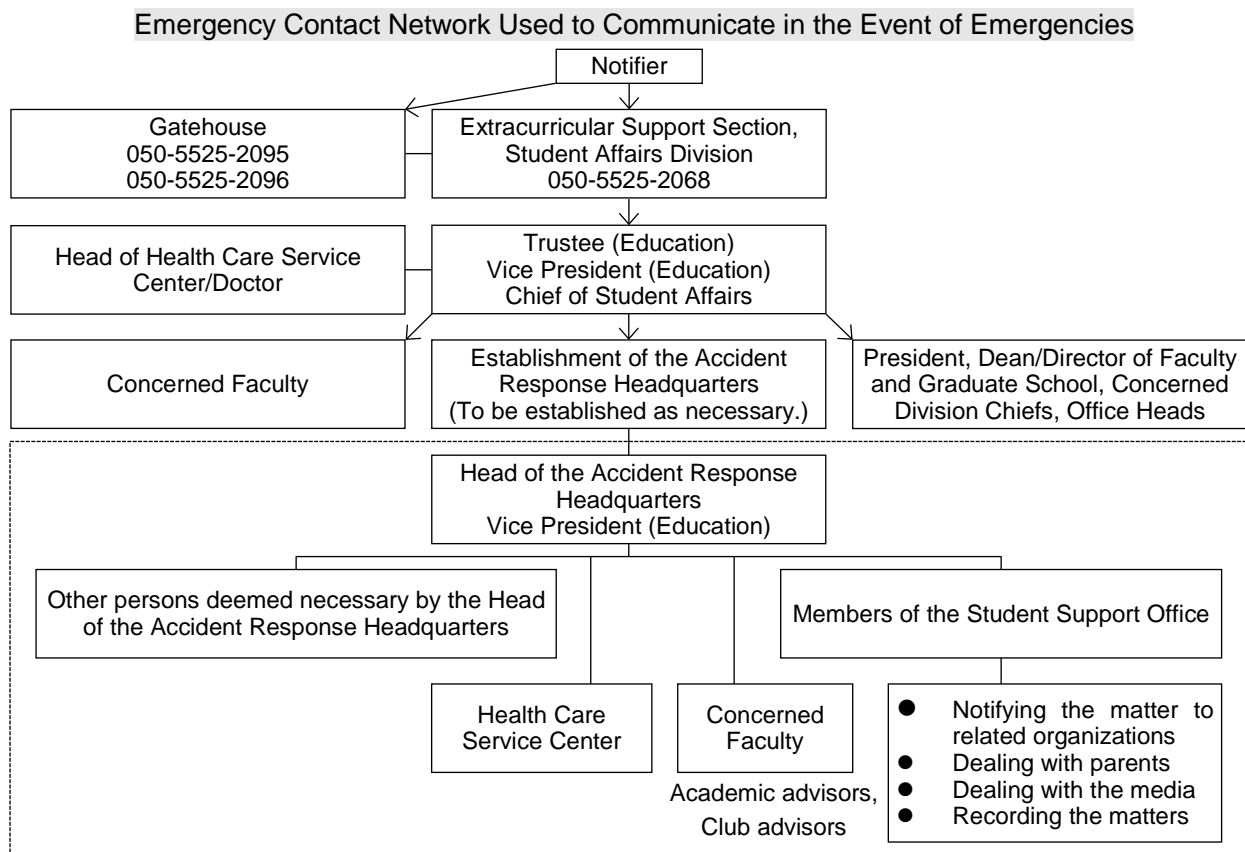 Emergency Contact Network Used to Communicate in the Event of Emergencies
Notifier
Gatehouse
050-5525-2095
050-5525-2096
Extracurricular Support Section,
Student Affairs Division
050-5525-2068
Head of Health Care Service
Center/Doctor
Trustee (Education)
Vice President (Education)
Chief of Student Affairs
Concerned Faculty
Establishment of the Accident
Response Headquarters
(To be established as necessary.)
President, Dean/Director of Faculty
and Graduate School, Concerned
Division Chiefs, Office Heads
Head of the Accident Response
Headquarters
Vice President (Education)
Other persons deemed necessary by the Head
of the Accident Response Headquarters
Members of the Student Support Office
Health Care
Service Center
Concerned
Faculty
Academic advisors,
Club advisors
● Notifying the matter to
related organizations
● Dealing with parents
● Dealing with the media
● Recording the matters